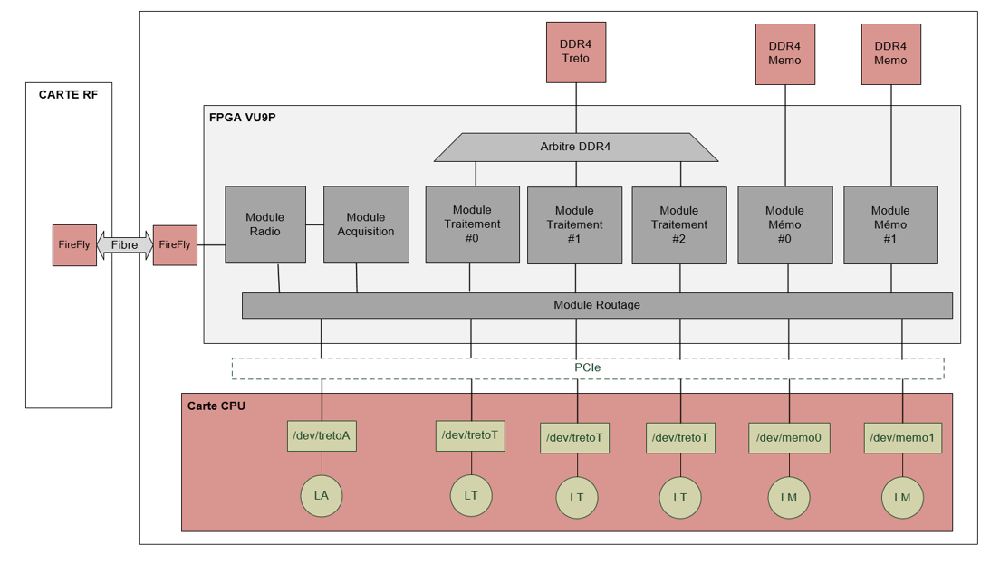 DDR4
Treto
DDR4
Memo
DDR4
Memo
CARTE RF
FPGA VU9P
Arbitre DDR4
Module
Radio
Module
Acquisition
Module
Traitement
#0
Module
Traitement
#1
Module
Traitement
#2
Module
Mémo
#0
Module
Mémo
#1
FireFly
Fibre
FireFly
Module Routage
PCIe
Carte CPU
/dev/tretoA
/dev/tretoT
/dev/tretoT
/dev/tretoT
/dev/memo0
/dev/memo1
LA
LT
LT
LT
LM
LM